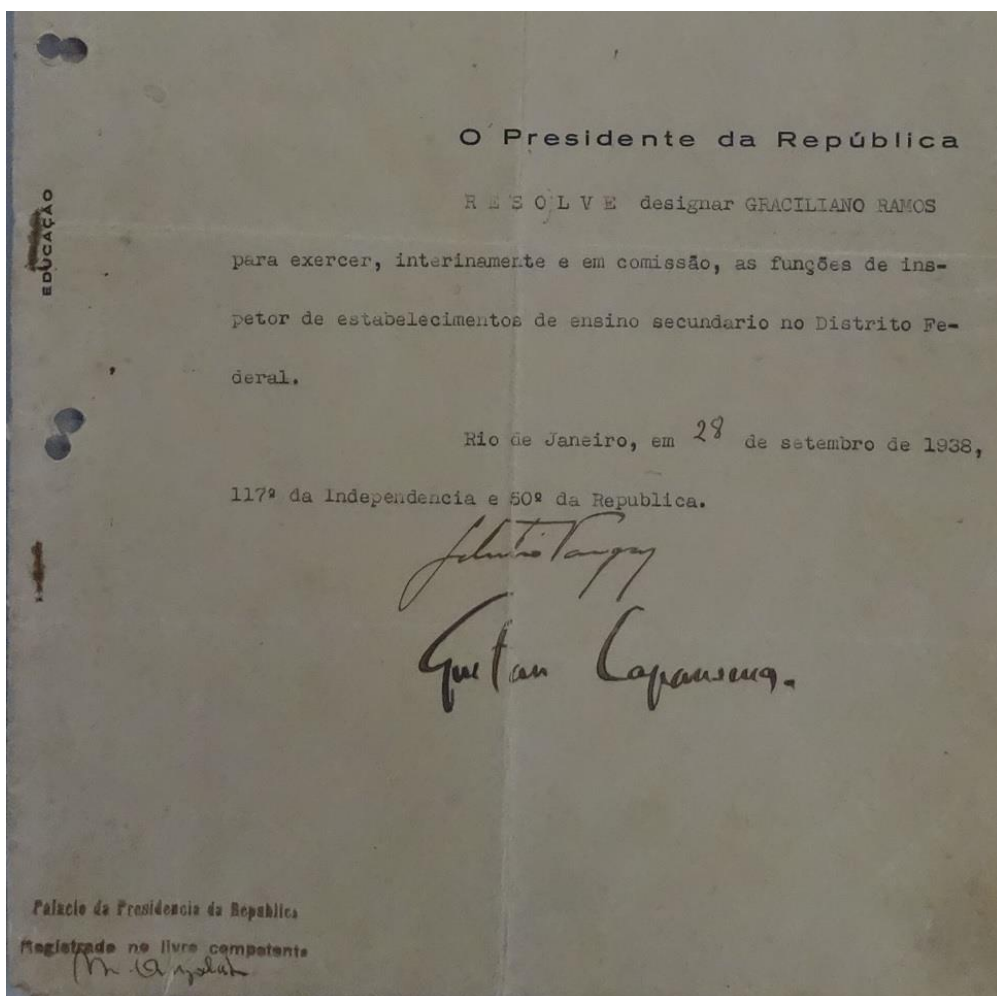 O Presidente da República
EDUCAÇÃO
R E S O L V E designar GRACILIANO RAMOS
para exercer, interinamente e em comissão, as funções de ins-
petor de estabelecimentos de ensino secundario no Distrito Fe-
deral.
Rio de Janeiro, em 28 de setembro de 1938,
117º da Independencia e 50º da Republica.
Getulio Vargas
Gustavo Capanema.
Palacio da Presidencia da Republica
Registrado no livro competente